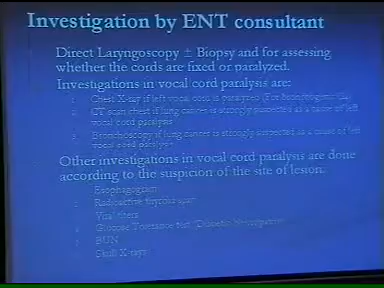 Investigation by ENT consultant
Direct Laryngoscopy ± Biopsy and for assessing
whether the cords are fixed or paralyzed.
Investigations in vocal cord paralysis are:
Chest X-ray if left vocal cord is paralyzed (For
CT scan chest if lung cancer is strongly suspected as a cause of left
vocal cord paralysis
Bronchoscopy if lung cancer is strongly suspected as a cause of left
vocal cord paralysis
Other investigations in vocal cord paralysis are done
according to the suspicion of the site of lesion:
Esophagogram
Radioactive thyroid scan
Viral titers
Glucose Tolerance test (Diabetic
BUN
Skull X-rays